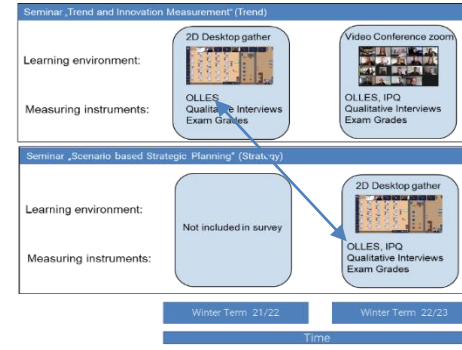 Seminar „Trend and Innovation Measurement“ (Trend)
2D Desktop gather
Video Conference zoom
Learning environment:
Measuring instruments:
OLLES
Qualitative Interviews
Exam Grades
OLLES, IPQ
Qualitative Interviews
Exam Grades
Seminar „Scenario based Strategic Planning“ (Strategy)
2D Desktop gather
Learning environment:
Not included in survey
Measuring instruments:
OLLES, IPQ
Qualitative Interviews
Exam Grades
Winter Term 21/22
Winter Term 22/23
Time